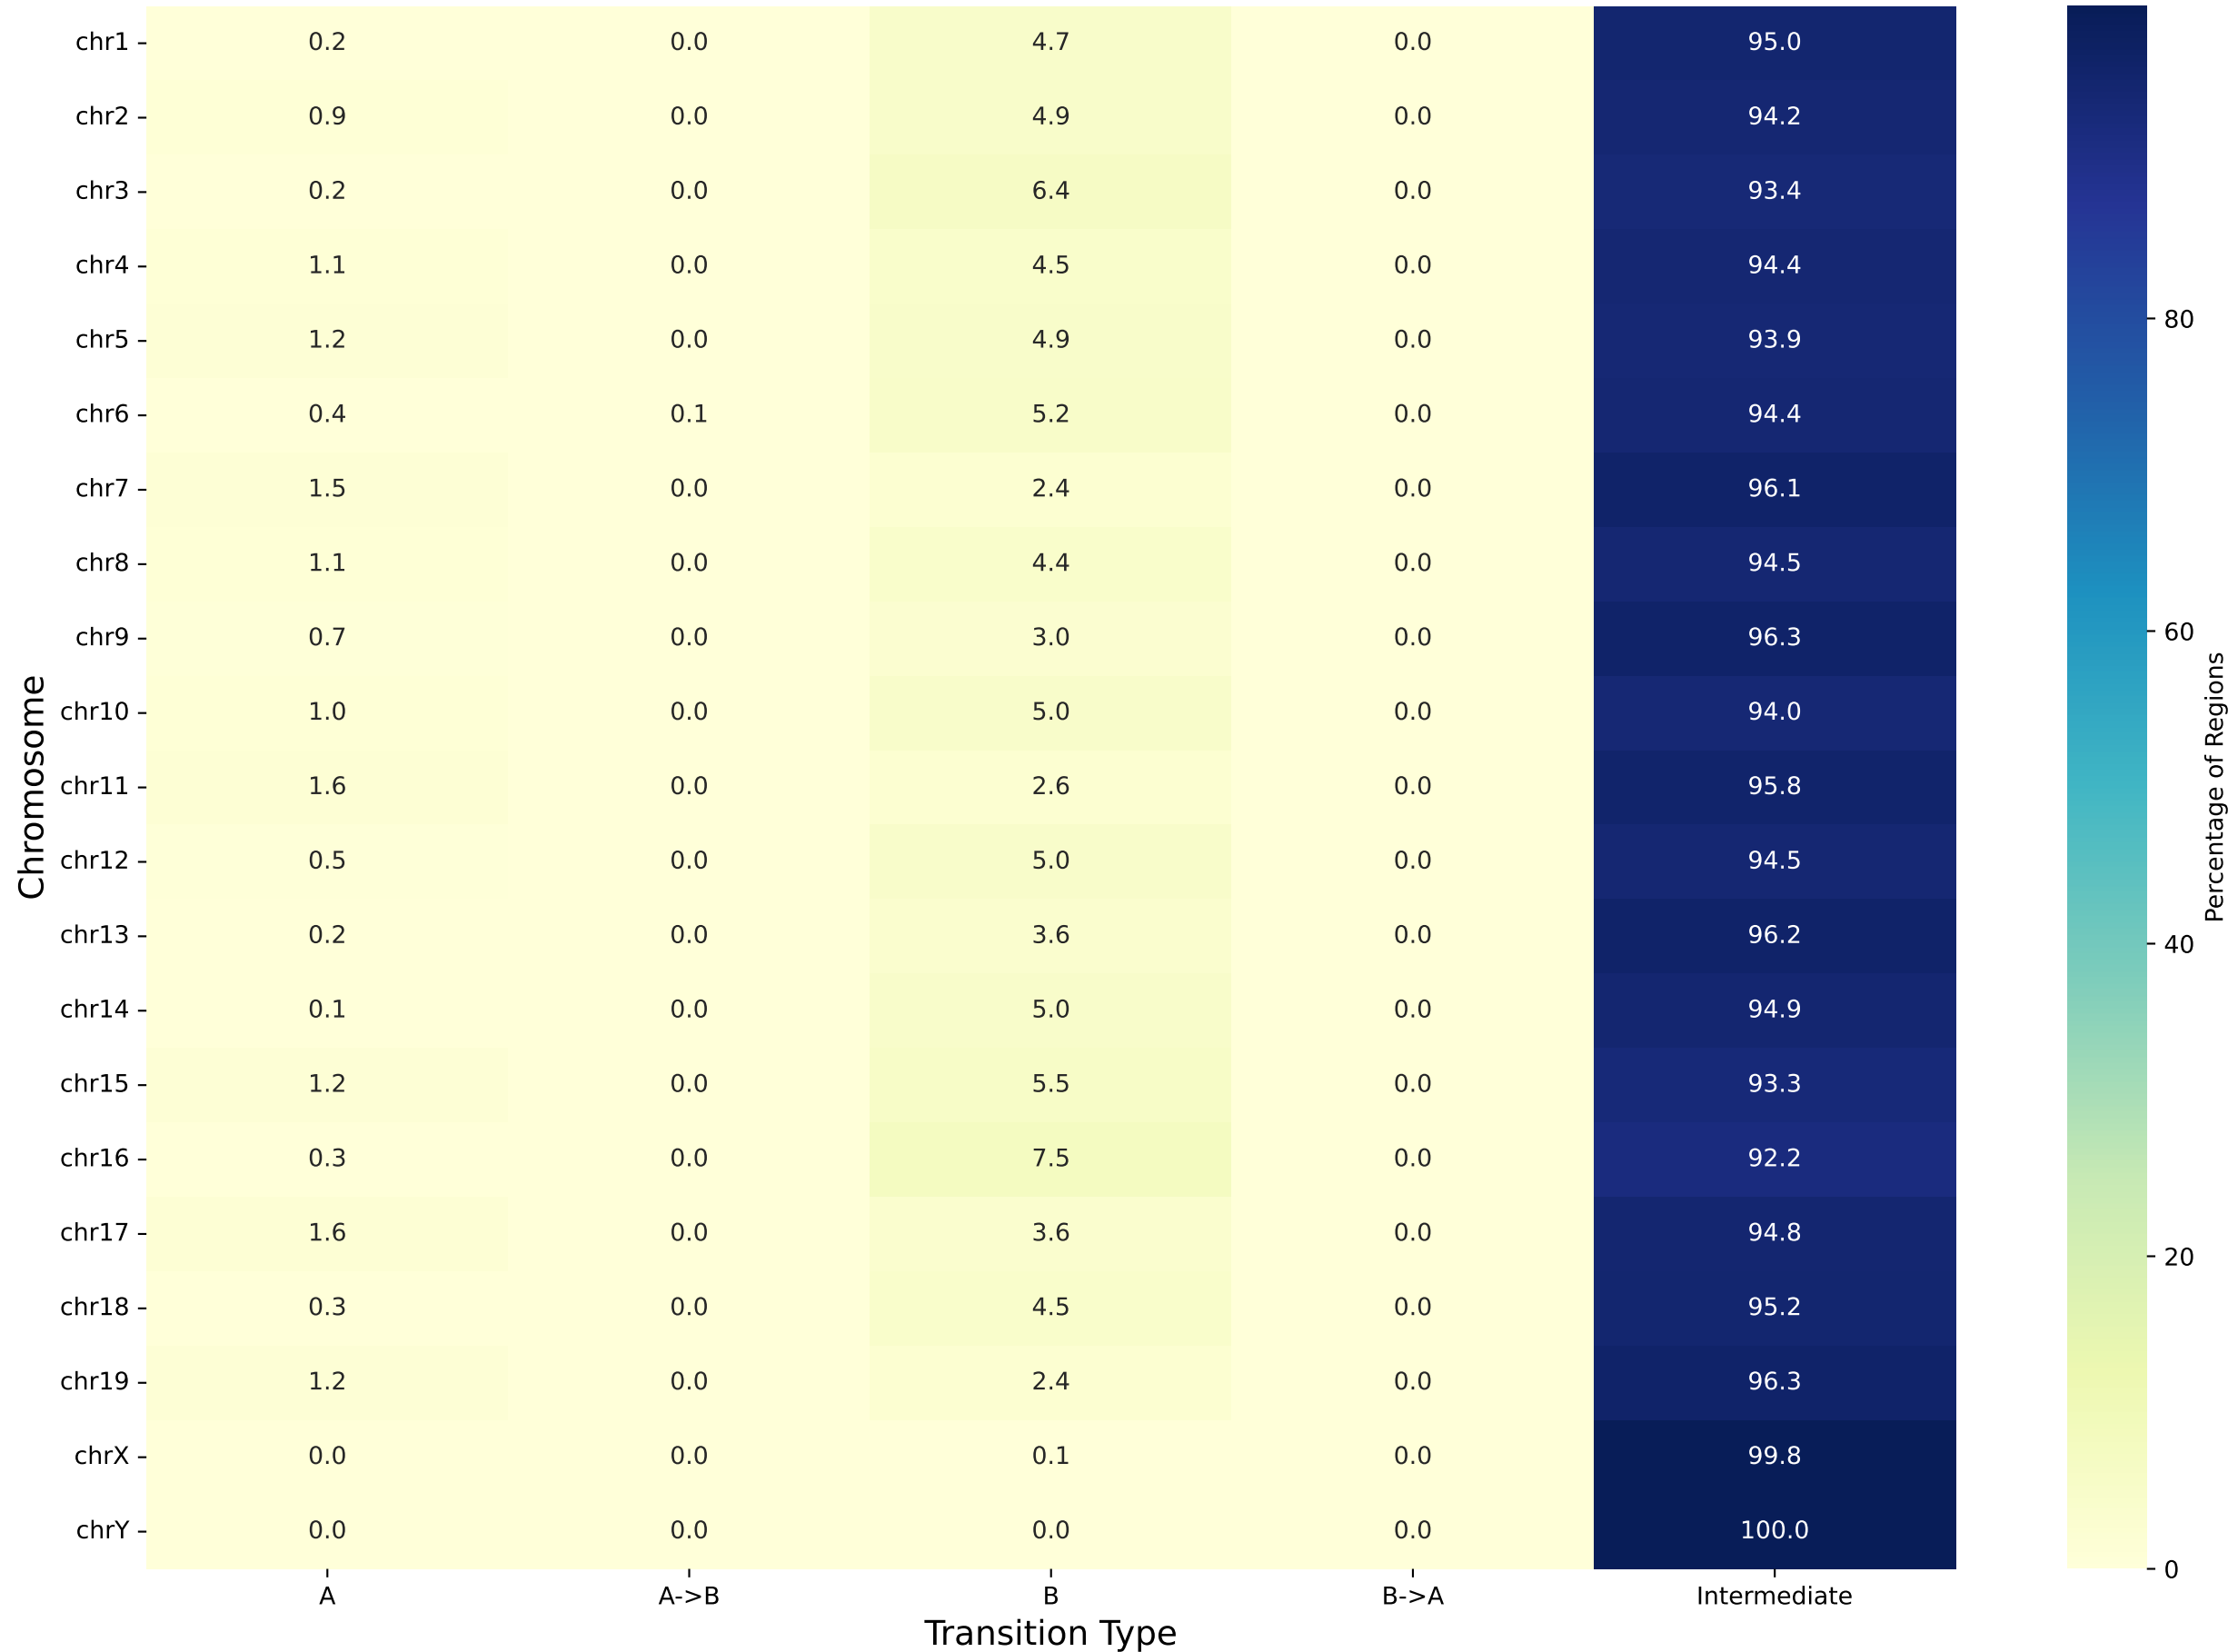 chr1 0.2 0.0 4.7 0.0 95.0
chr2 0.9 0.0 4.9 0.0 94.2
chr3 0.2 0.0 6.4 0.0 93.4
chr4 1.1 0.0 4.5 0.0 94.4
chr5 1.2 0.0 4.9 0.0 93.9
chr6 0.4 0.1 5.2 0.0 94.4
chr7 1.5 0.0 2.4 0.0 96.1
chr8 1.1 0.0 4.4 0.0 94.5
chr9 0.7 0.0 3.0 0.0 96.3
chr10 1.0 0.0 5.0 0.0 94.0
chr11 1.6 0.0 2.6 0.0 95.8
chr12 0.5 0.0 5.0 0.0 94.5
chr13 0.2 0.0 3.6 0.0 96.2
chr14 0.1 0.0 5.0 0.0 94.9
chr15 1.2 0.0 5.5 0.0 93.3
chr16 0.3 0.0 7.5 0.0 92.2
chr17 1.6 0.0 3.6 0.0 94.8
chr18 0.3 0.0 4.5 0.0 95.2
chr19 1.2 0.0 2.4 0.0 96.3
chrX 0.0 0.0 0.1 0.0 99.8
chrY 0.0 0.0 0.0 0.0 100.0
A A->B B B->A Intermediate
Transition Type
Chromosome
80
60
40
20
0
Percentage of Regions